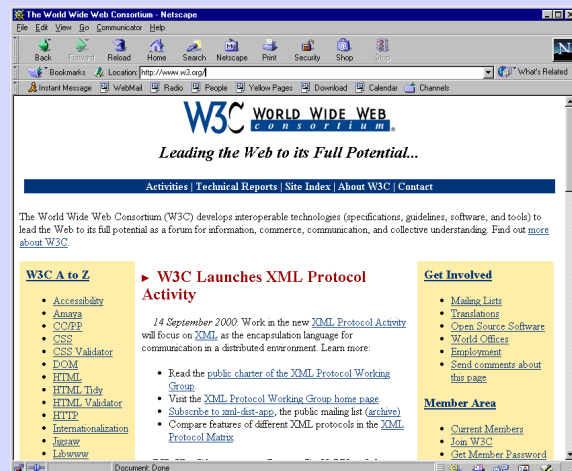 The World Wide Web Consortium - Netscape
File Edit View Go Communicator Help
Back Forward Reload Home Search Netscape Print Security Shop Stop
N
Bookmarks Location: http://www.w3.org/ What's Related
Instant Message WebMail Radio People Yellow Pages Download Calendar Channels
W3C WORLD WIDE WEB
consortium
Leading the Web to its Full Potential...
Activities | Technical Reports | Site Index | About W3C | Contact
The World Wide Web Consortium (W3C) develops interoperable technologies (specifications, guidelines, software, and tools) to
lead the Web to its full potential as a forum for information, commerce, communication, and collective understanding. Find out more
about W3C.
W3C A to Z
Accessibility
Amaya
CC/PP
CSS
CSS Validator
DOM
HTML
HTML Tidy
HTML Validator
HTTP
Internationalization
Jigsaw
Libwww
► W3C Launches XML Protocol
Activity
14 September 2000: Work in the new XML Protocol Activity
will focus on XML as the encapsulation language for
communication in a distributed environment. Learn more:
Read the public charter of the XML Protocol Working
Group.
Visit the XML Protocol Working Group home page.
Subscribe to xml-dist-app, the public mailing list (archive)
Compare features of different XML protocols in the XML
Protocol Matrix.
Get Involved
Mailing Lists
Translations
Open Source Software
World Offices
Employment
Send comments about
this page
Member Area
Current Members
Join W3C
Get Member Password
Document: Done